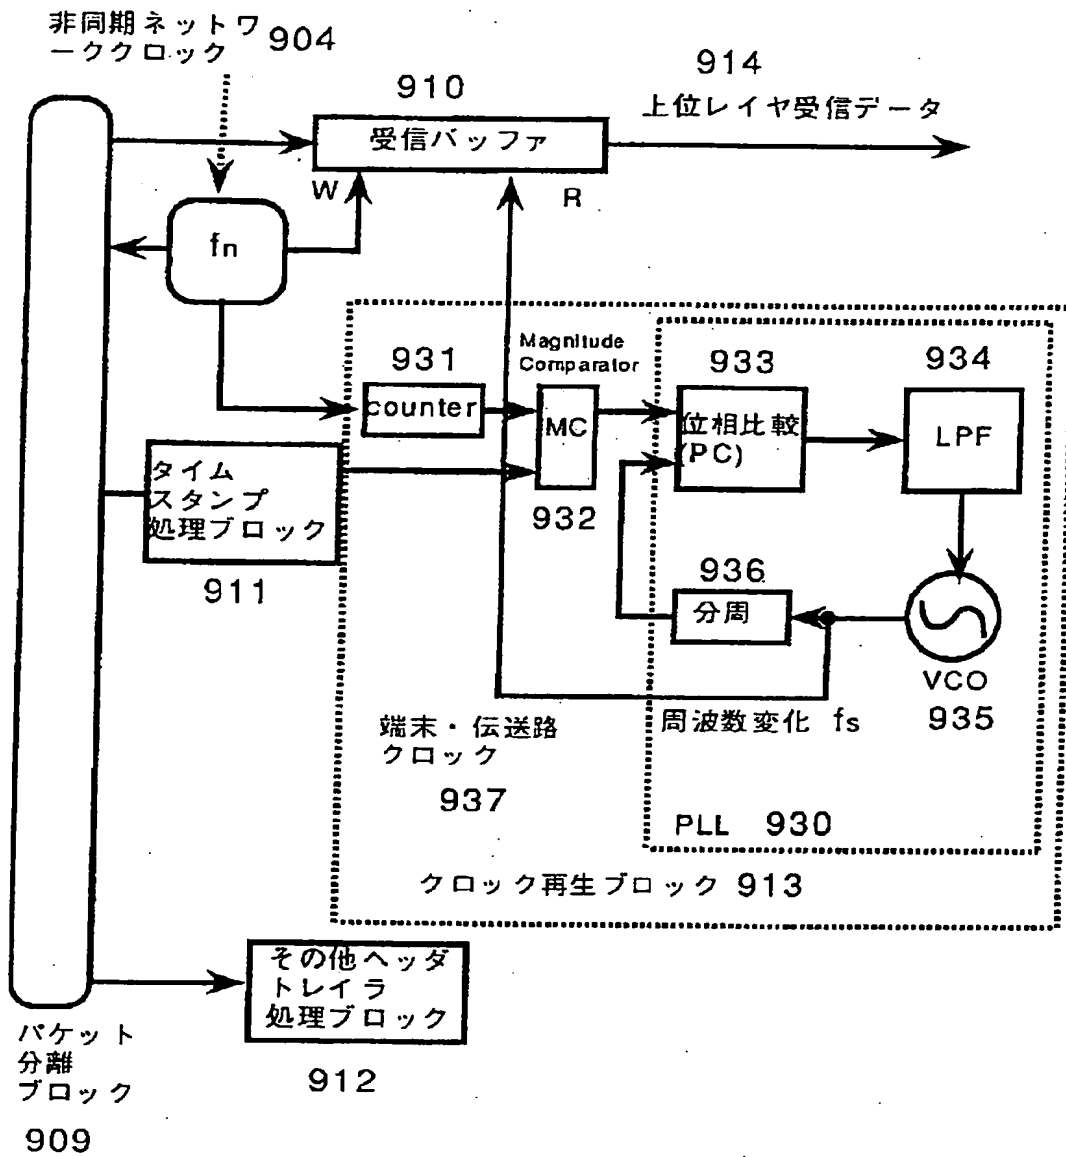 非同期ネットワ
ーククロック
904
910
914
上位レイヤ受信データ
受信バッファ
W
R
fn
Magnitude
Comparator
931
counter
MC
932
933
位相比較
(PC)
934
LPF
タイム
スタンプ
処理ブロック
911
936
分周
VCO
935
周波数変化 fs
端末・伝送路
クロック
937
PLL 930
クロック再生ブロック 913
その他ヘッダ
トレイラ
処理ブロック
912
パケット
分離
ブロック
909